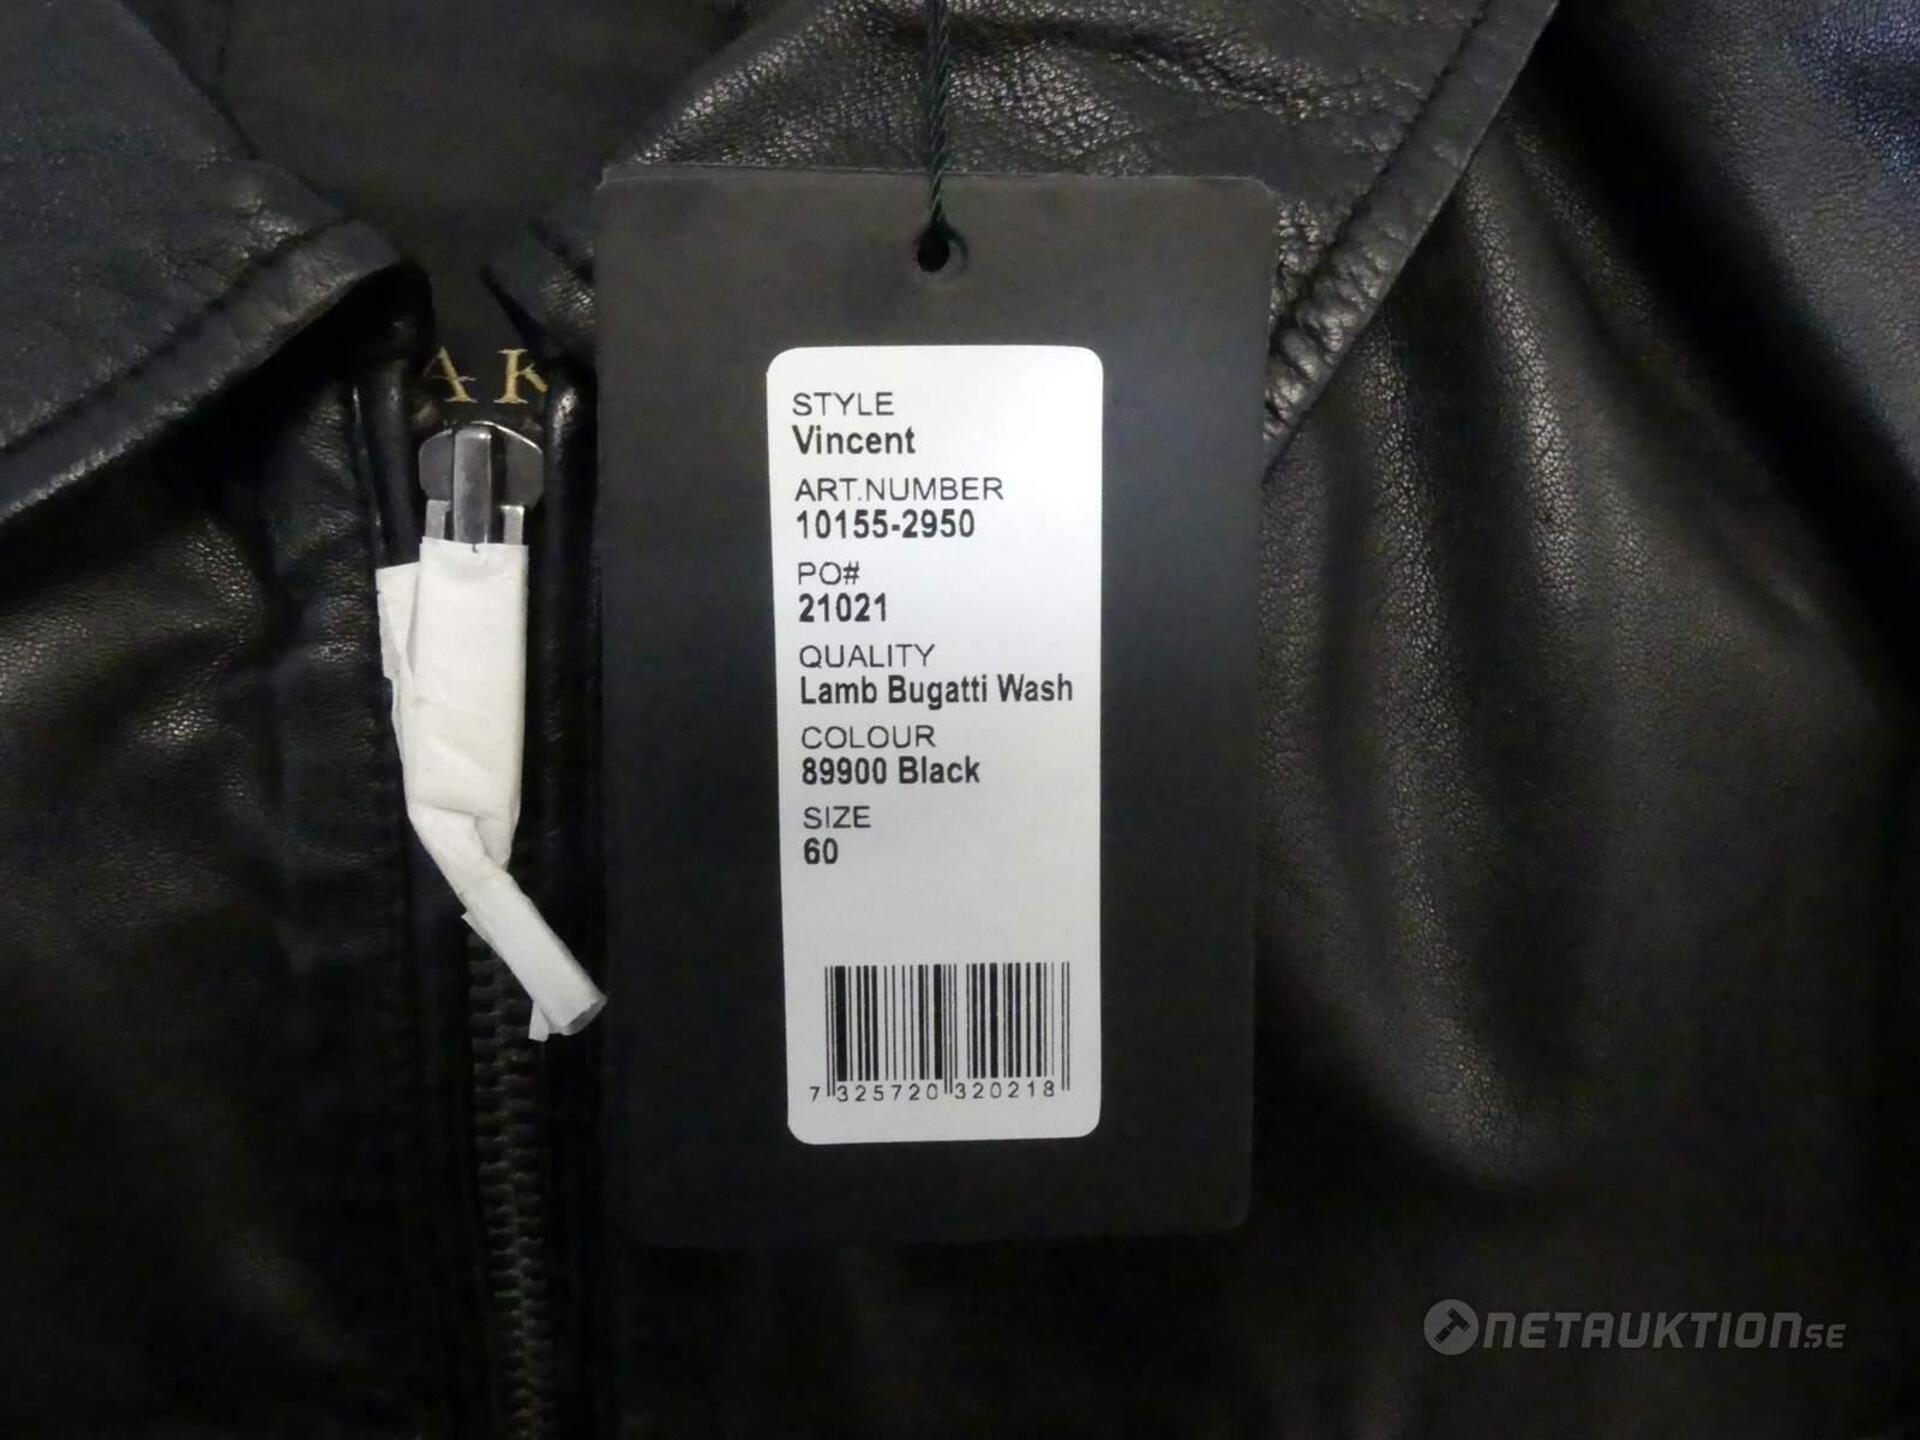 AK
STYLE
Vincent
ART.NUMBER
10155-2950
PO#
21021
QUALITY
Lamb Bugatti Wash
COLOUR
89900 Black
SIZE
60
7 325720 320218
NETAUKTION.SE